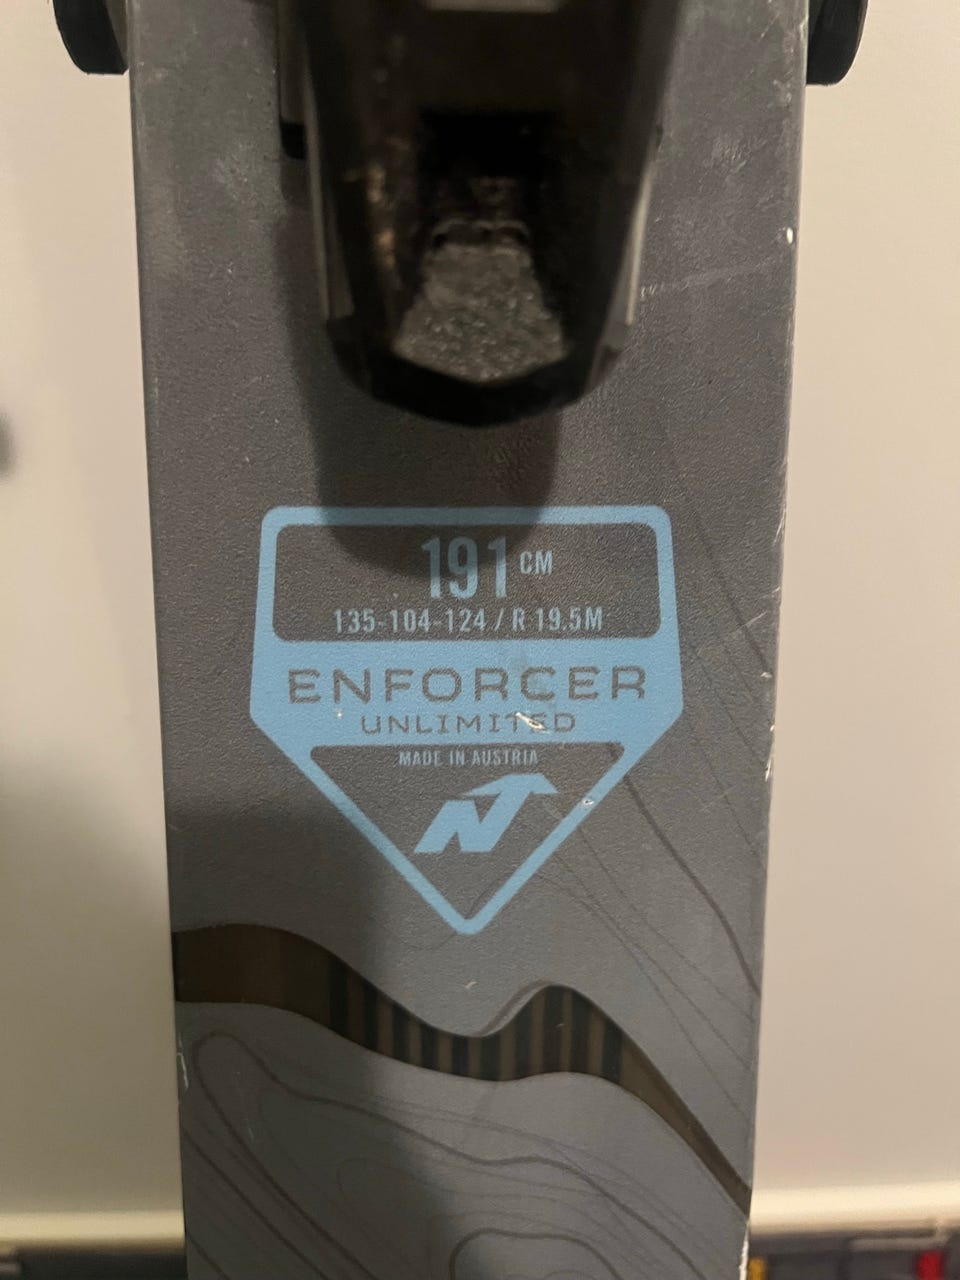 191 CM
135-104-124 / R 19.5M
ENFORCER
UNLIMITED
MADE IN AUSTRIA
N